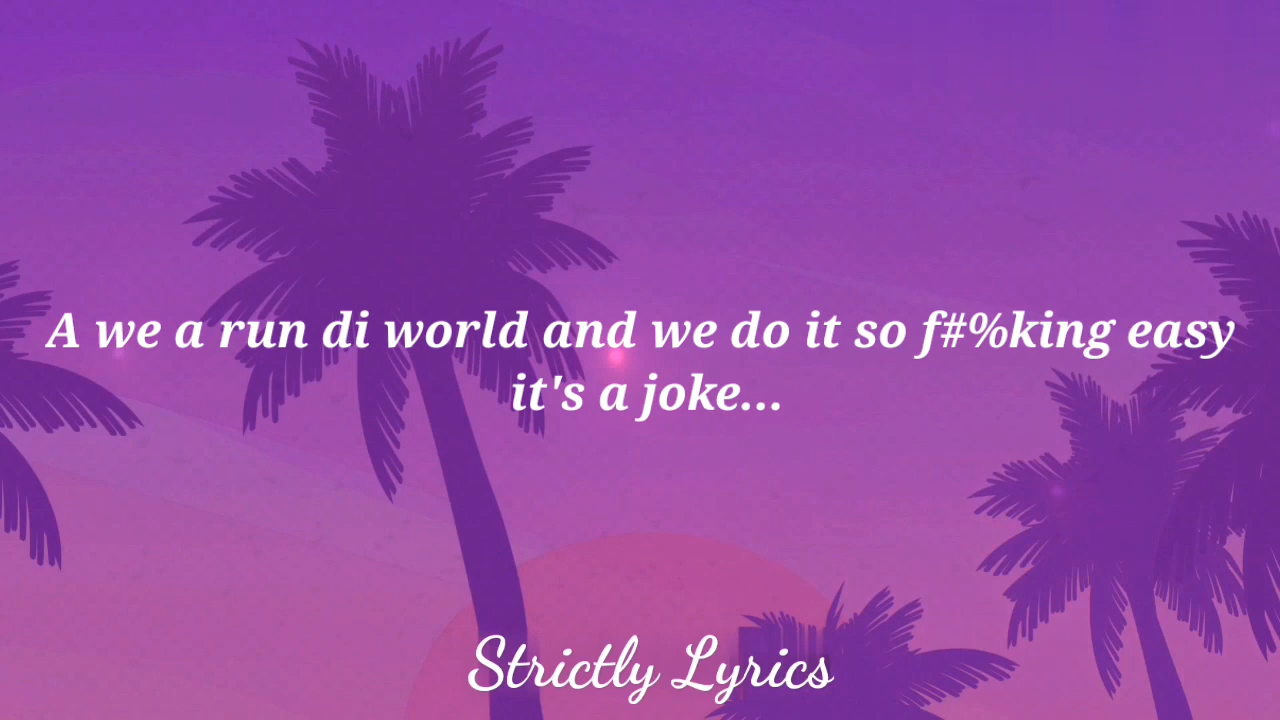 A we a run di world and we do it so f#%king easy
it's a joke...
Strictly Lyrics